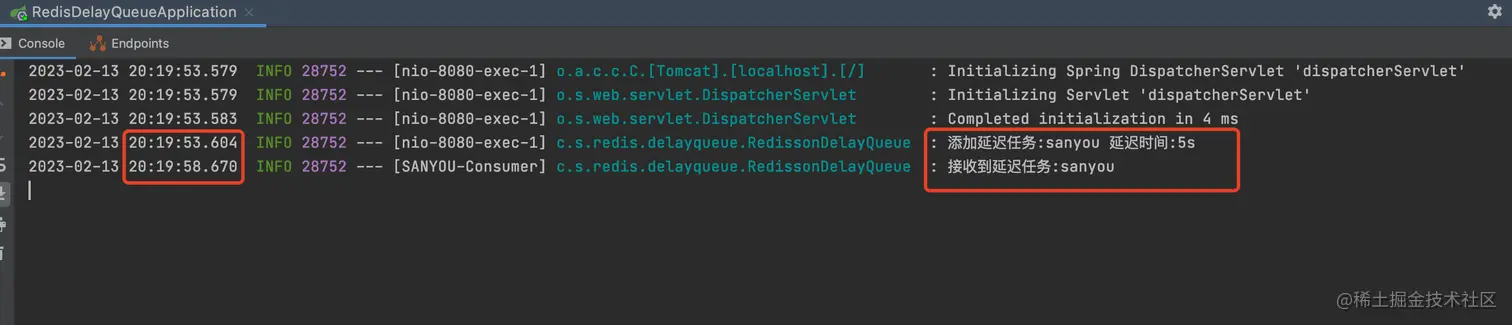 RedisDelayQueueApplication
Console Endpoints
2023-02-13 20:19:53.579 INFO 28752 --- [nio-8080-exec-1] o.a.c.c.C.[Tomcat].[localhost].[/] : Initializing Spring DispatcherServlet 'dispatcherServlet'
2023-02-13 20:19:53.579 INFO 28752 --- [nio-8080-exec-1] o.s.web.servlet.DispatcherServlet : Initializing Servlet 'dispatcherServlet'
2023-02-13 20:19:53.583 INFO 28752 --- [nio-8080-exec-1] o.s.web.servlet.DispatcherServlet : Completed initialization in 4 ms
2023-02-13 20:19:53.604 INFO 28752 --- [nio-8080-exec-1] c.s.redis.delayqueue.RedissonDelayQueue : 添加延迟任务:sanyou 延迟时间:5s
2023-02-13 20:19:58.670 INFO 28752 --- [SANYOU-Consumer] c.s.redis.delayqueue.RedissonDelayQueue : 接收到延迟任务:sanyou
@稀土掘金技术社区